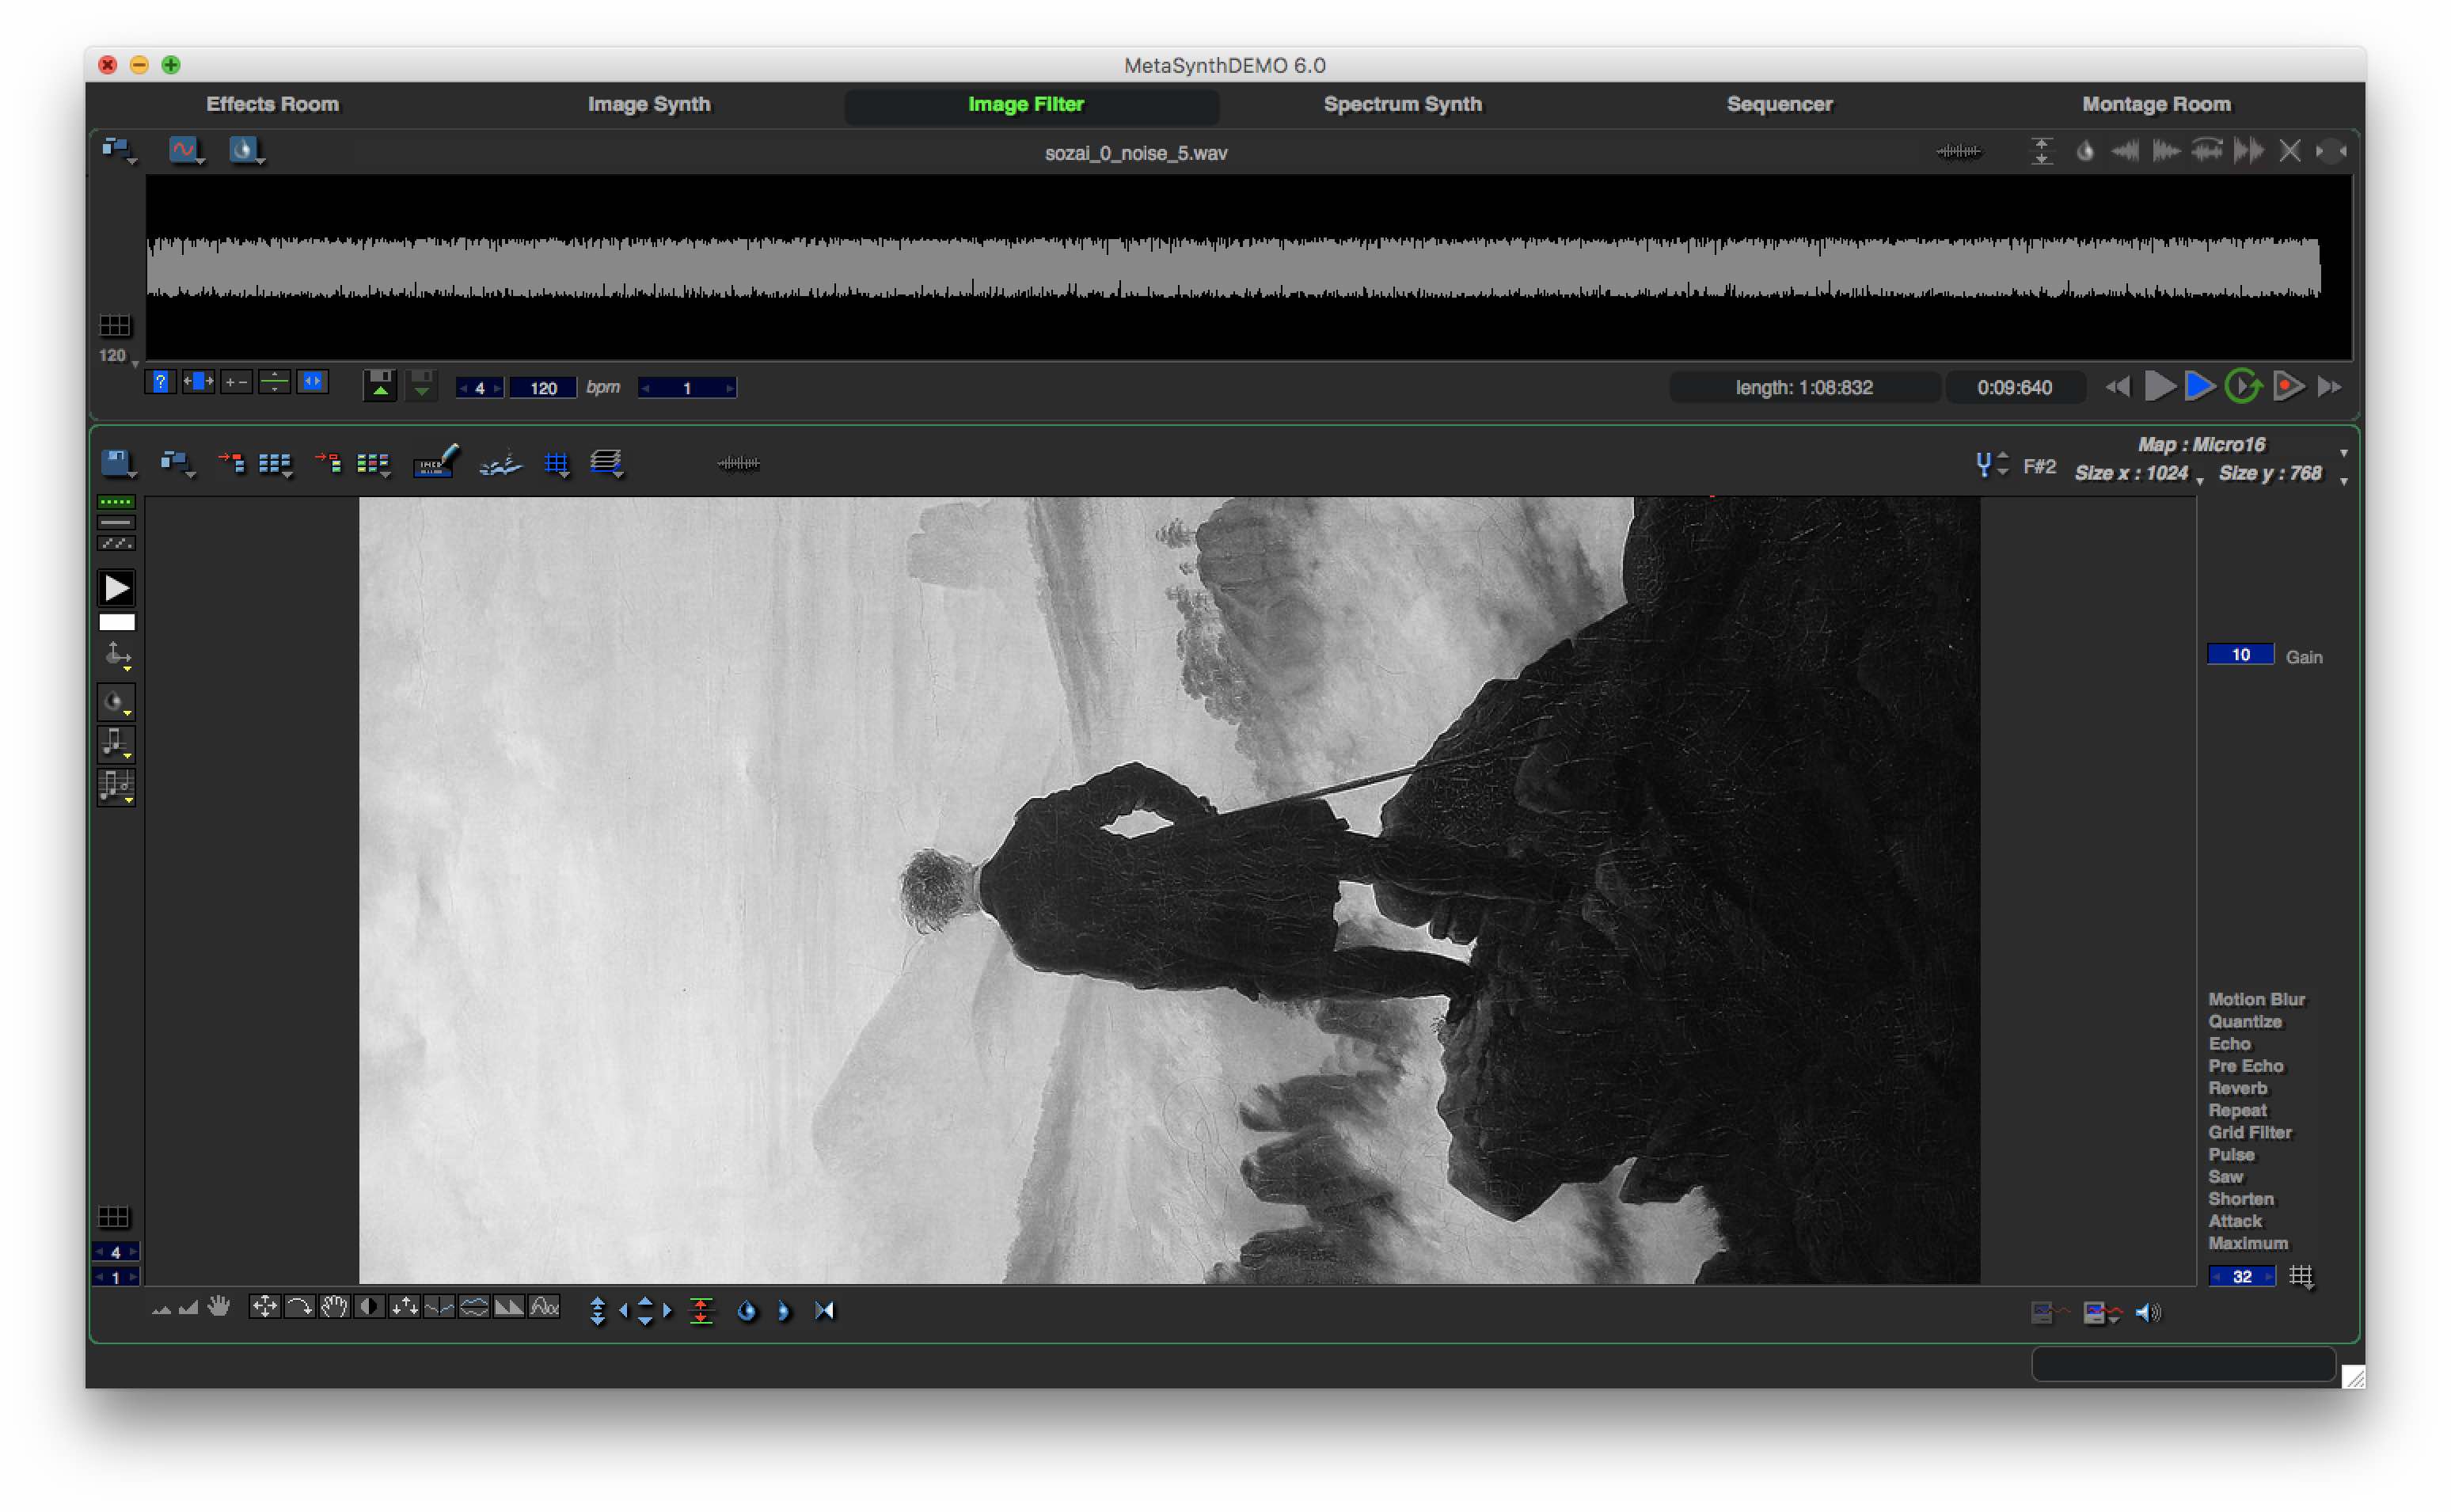 MetaSynthDEMO 6.0
Effects Room Image Synth Image Filter Spectrum Synth Sequencer Montage Room
sozai_0_noise_5.wav
120
? + - 4 120 bpm 1 length: 1:08:832 0:09:640
Map : Micro16
F#2 Size x : 1024 Size y : 768
10 Gain
Motion Blur
Quantize
Echo
Pre Echo
Reverb
Repeat
Grid Filter
Pulse
Saw
Shorten
Attack
Maximum
4
1 32